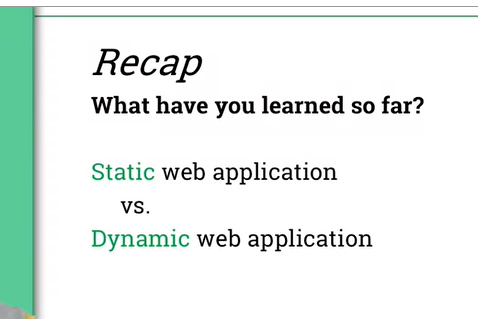 Recap
What have you learned so far?
Static web application
vs.
Dynamic web application